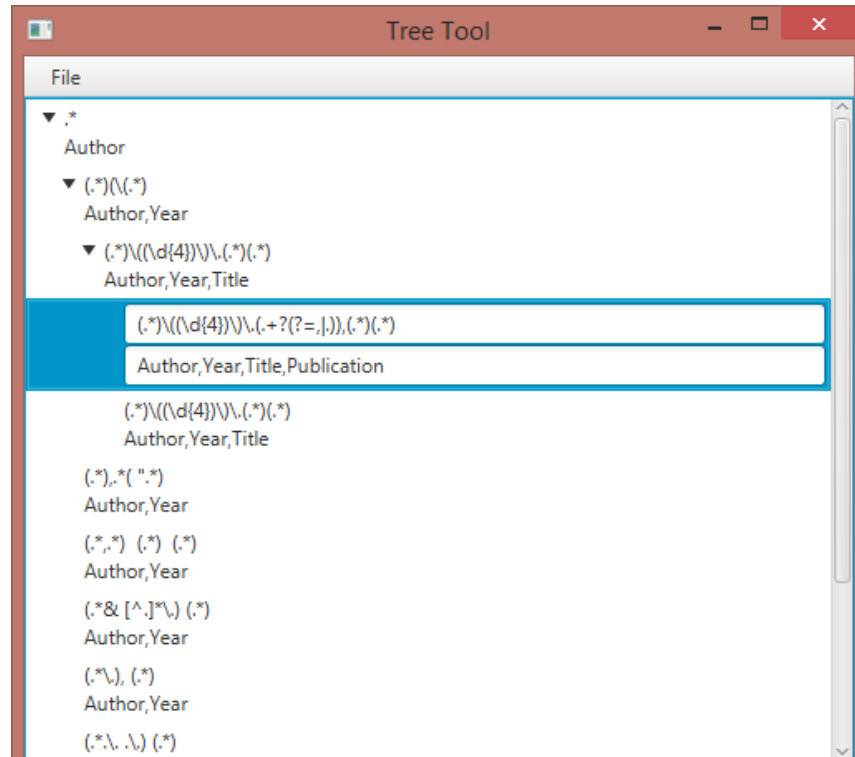 Tree Tool
File
.*
Author
(.*)(\(.*)
Author,Year
(.*)\((\d{4})\)\.(.*)(.*)
Author,Year,Title
(.*)\((\d{4})\)\.(.+?(?=,|.)),(.*)(.*)
Author,Year,Title,Publication
(.*)\((\d{4})\)\.(.*)(.*)
Author,Year,Title
(.*),.*( ".*)
Author,Year
(.*,.*)  (.*)  (.*)
Author,Year
(.*& [^.]*\.) (.*)
Author,Year
(.*\.), (.*)
Author,Year
(.*.\. .\.) (.*)